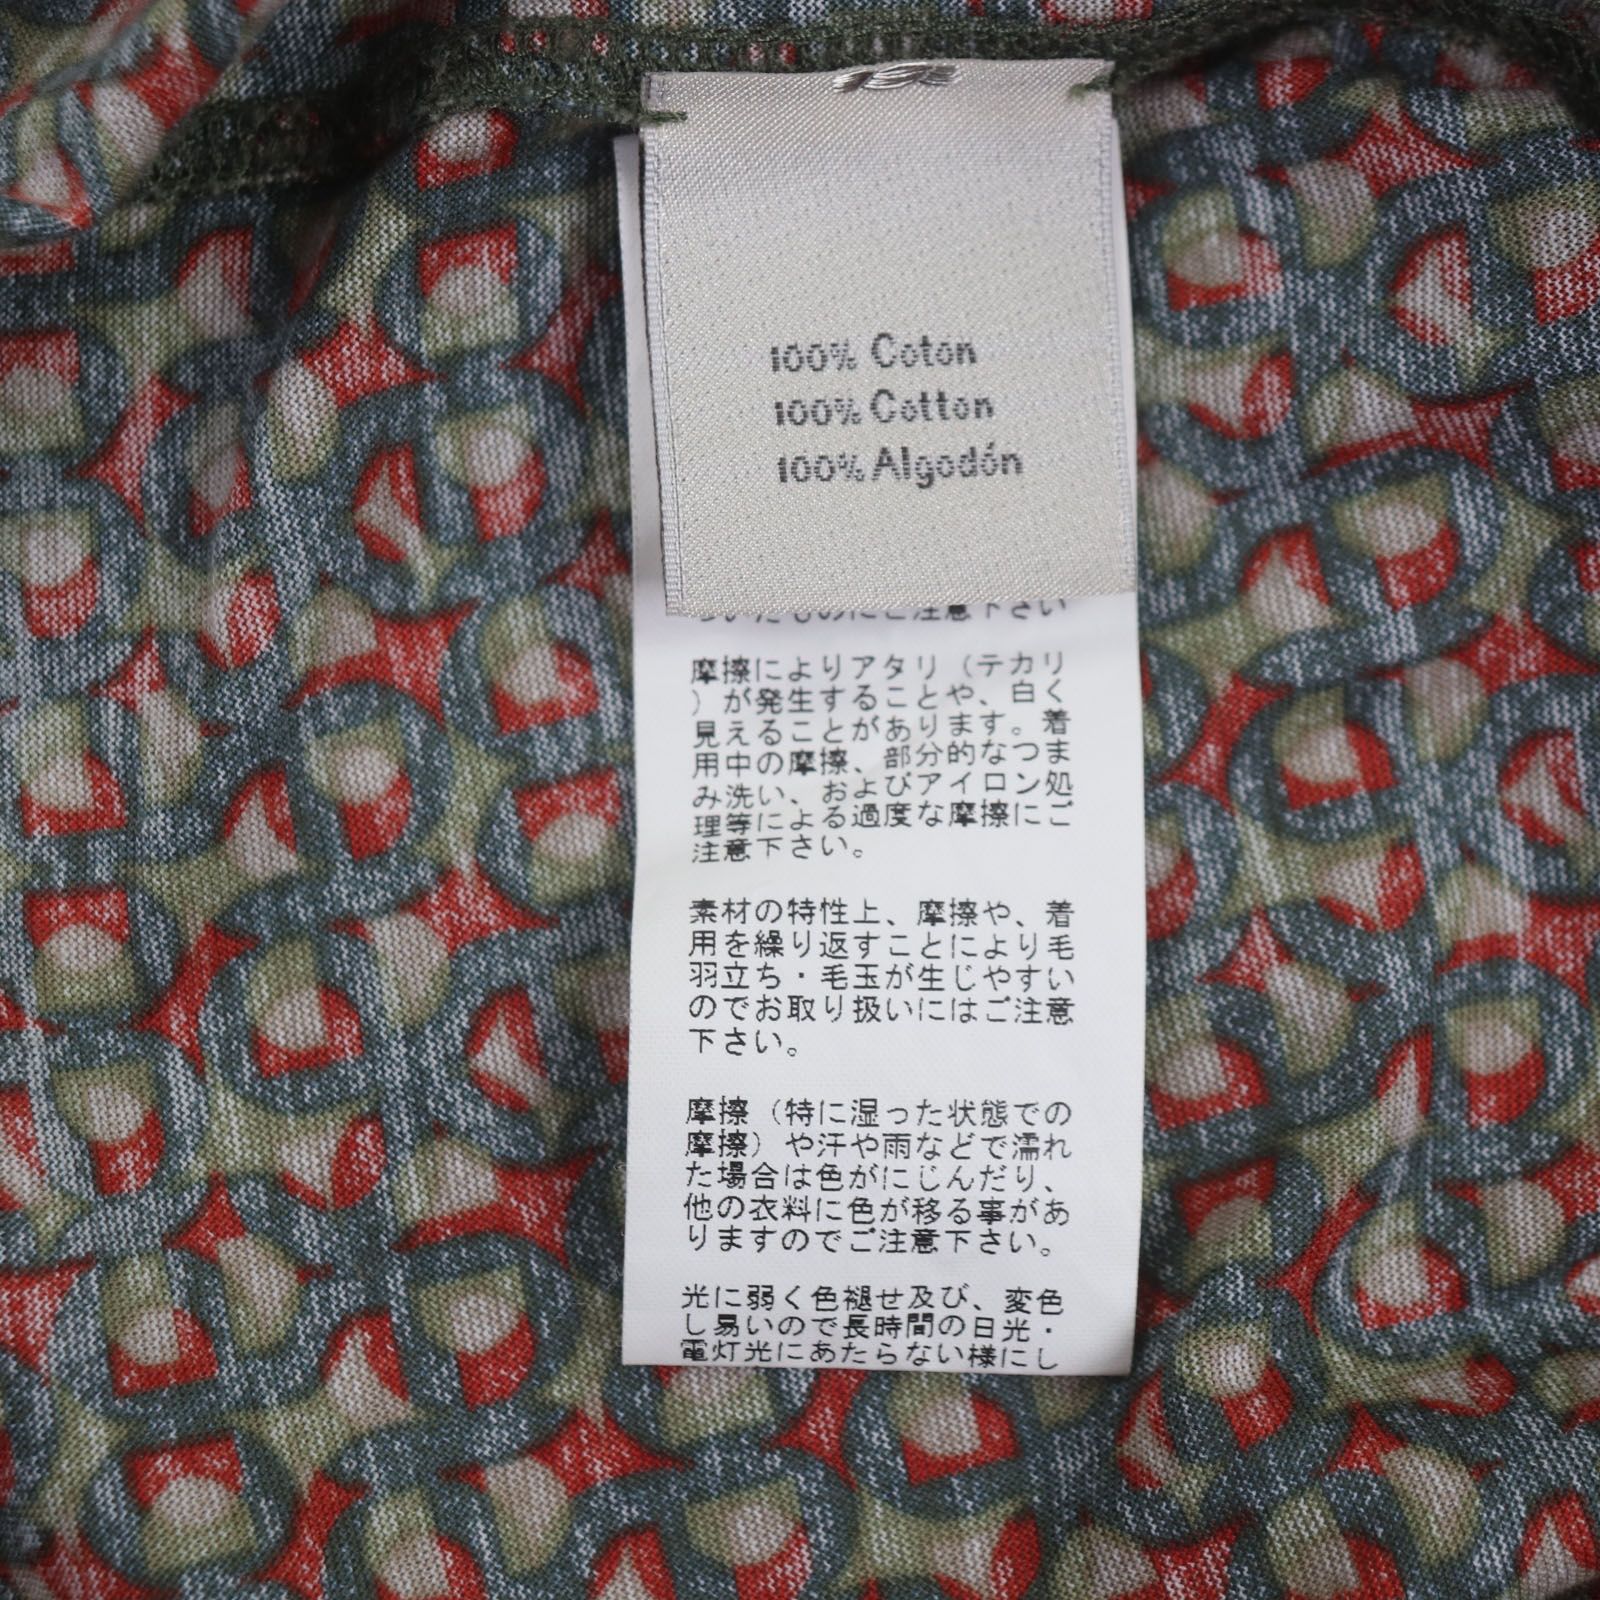 100% Coton
100% Cotton
100% Algodón
いたものにご注意下さい
摩擦によりアタリ（テカリ
）が発生することや、白く
見えることがあります。着
用中の摩擦、部分的なつま
み洗い、およびアイロン処
理等による過度な摩擦にご
注意下さい。
素材の特性上、摩擦や、着
用を繰り返すことにより毛
羽立ち・毛玉が生じやすい
のでお取り扱いにはご注意
下さい。
摩擦（特に湿った状態での
摩擦）や汗や雨などで濡れ
た場合は色がにじんだり、
他の衣料に色が移る事があ
りますのでご注意下さい。
光に弱く色褪せ及び、変色
し易いので長時間の日光・
電灯光にあたらない様にし